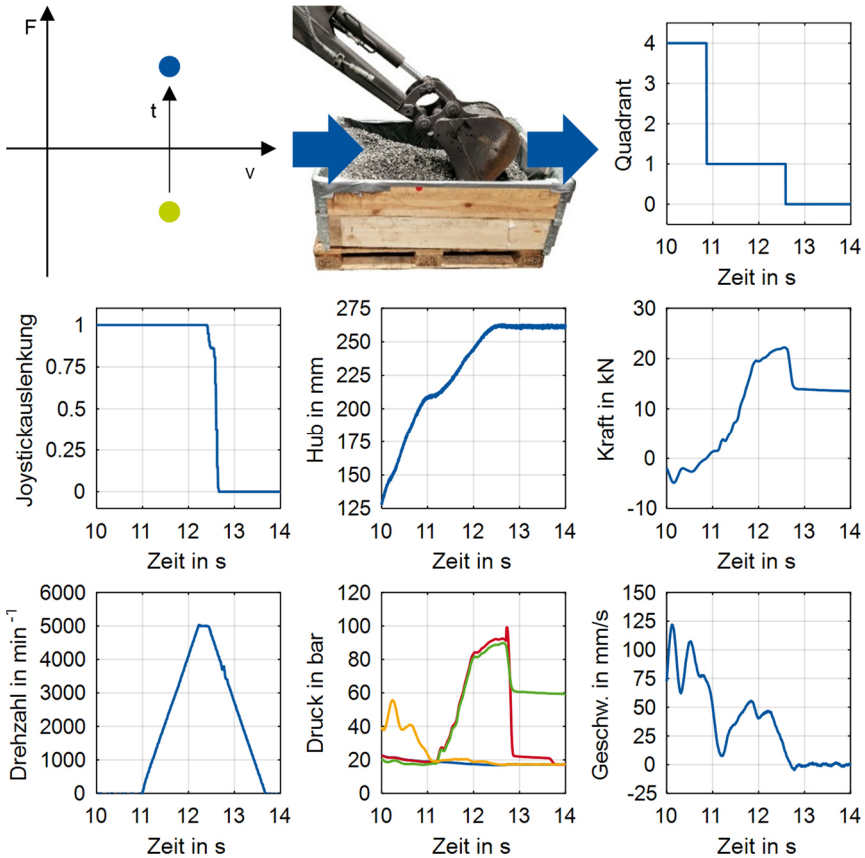 F
t
v
4
3
2
1
0
Quadrant
10 11 12 13 14
Zeit in s
1
0.75
0.5
0.25
0
Joystickauslenkung
10 11 12 13 14
Zeit in s
275
250
225
200
175
150
125
Hub in mm
10 11 12 13 14
Zeit in s
30
20
10
0
-10
Kraft in kN
10 11 12 13 14
Zeit in s
6000
5000
4000
3000
2000
1000
0
Drehzahl in min⁻¹
10 11 12 13 14
Zeit in s
120
100
80
60
40
20
0
Druck in bar
10 11 12 13 14
Zeit in s
150
125
100
75
50
25
0
-25
Geschw. in mm/s
10 11 12 13 14
Zeit in s